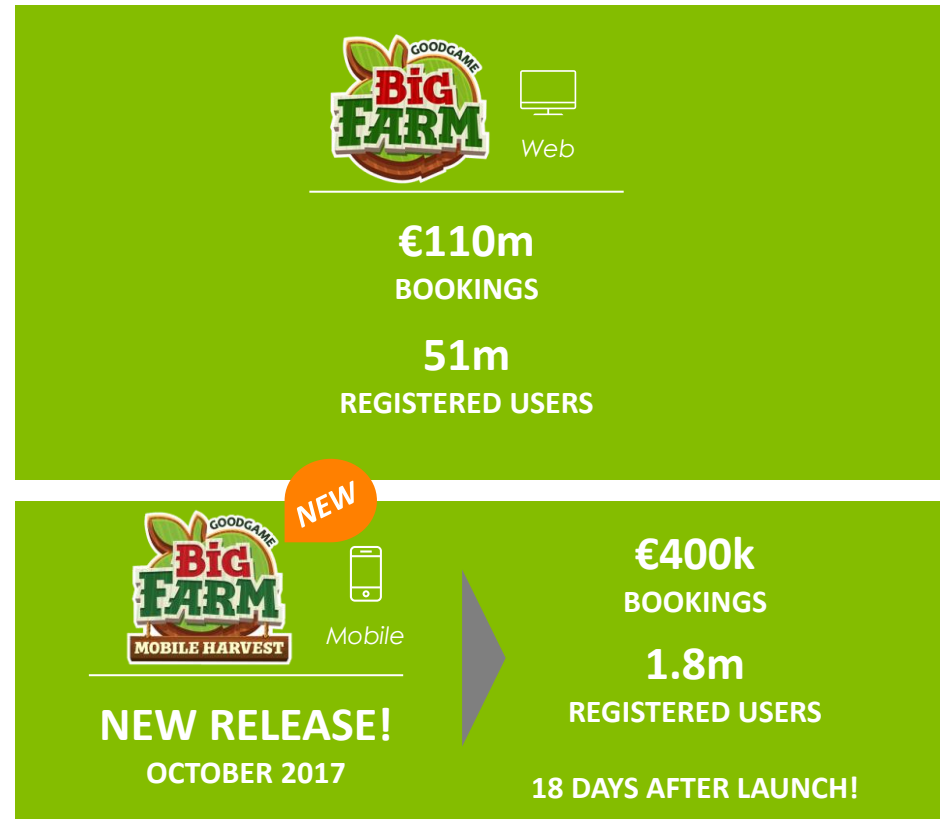 GOODGAME
BIG
FARM
Web
€110m
BOOKINGS
51m
REGISTERED USERS
NEW
GOODGAME
BIG
FARM
MOBILE HARVEST
Mobile
NEW RELEASE!
OCTOBER 2017
€400k
BOOKINGS
1.8m
REGISTERED USERS
18 DAYS AFTER LAUNCH!